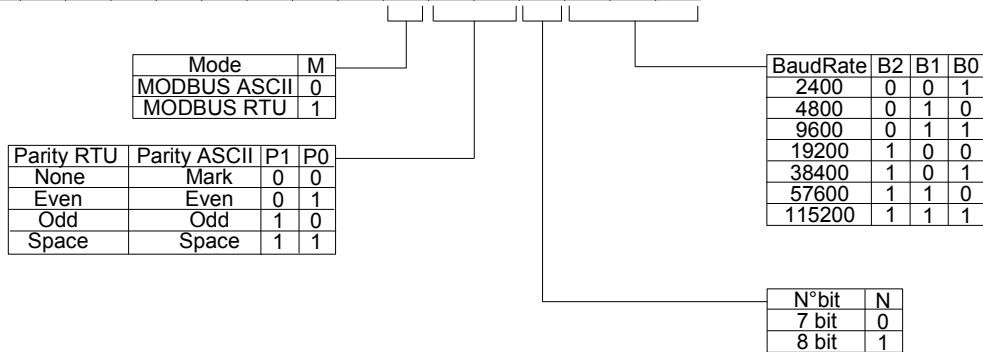 Mode M
MODBUS ASCII 0
MODBUS RTU 1
Parity RTU Parity ASCII P1 P0
None Mark 0 0
Even Even 0 1
Odd Odd 1 0
Space Space 1 1
BaudRate B2 B1 B0
2400 0 0 1
4800 0 1 0
9600 0 1 1
19200 1 0 0
38400 1 0 1
57600 1 1 0
115200 1 1 1
N°bit N
7 bit 0
8 bit 1